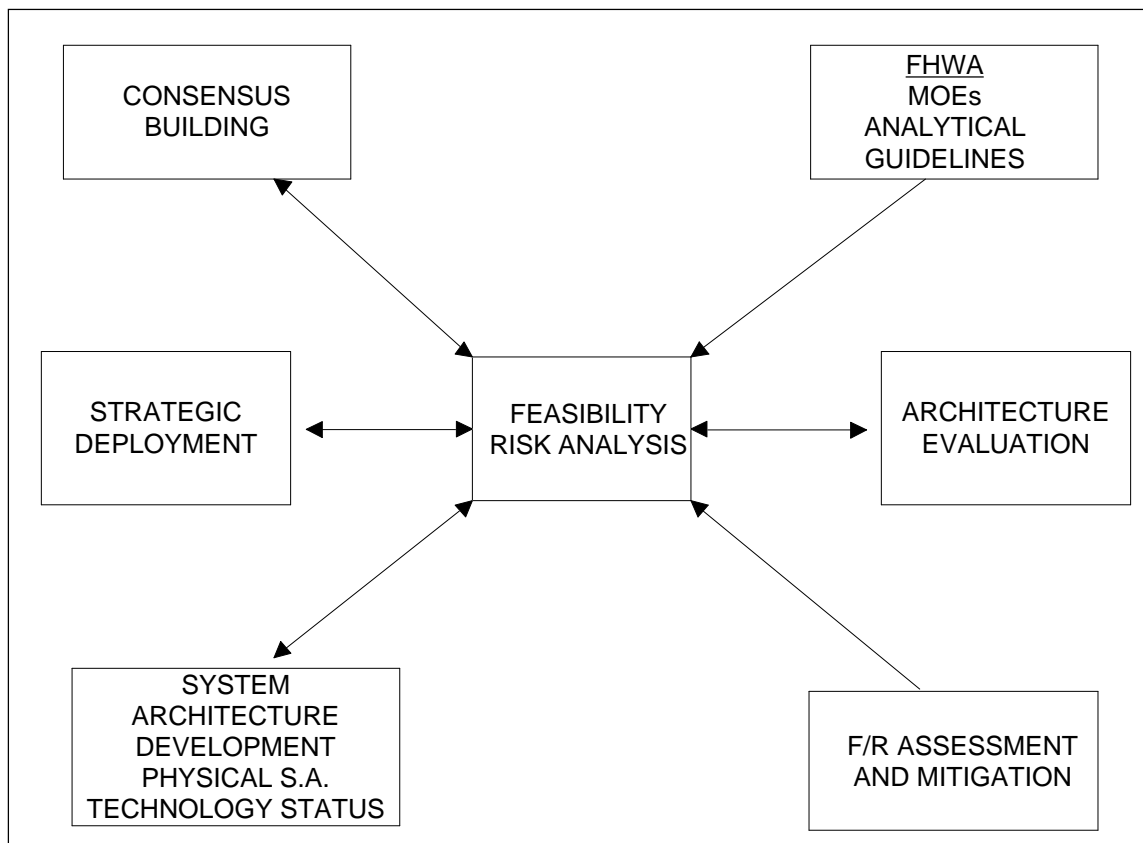 CONSENSUS
BUILDING
FHWA
MOEs
ANALYTICAL
GUIDELINES
STRATEGIC
DEPLOYMENT
FEASIBILITY
RISK ANALYSIS
ARCHITECTURE
EVALUATION
SYSTEM
ARCHITECTURE
DEVELOPMENT
PHYSICAL S.A.
TECHNOLOGY STATUS
F/R ASSESSMENT
AND MITIGATION